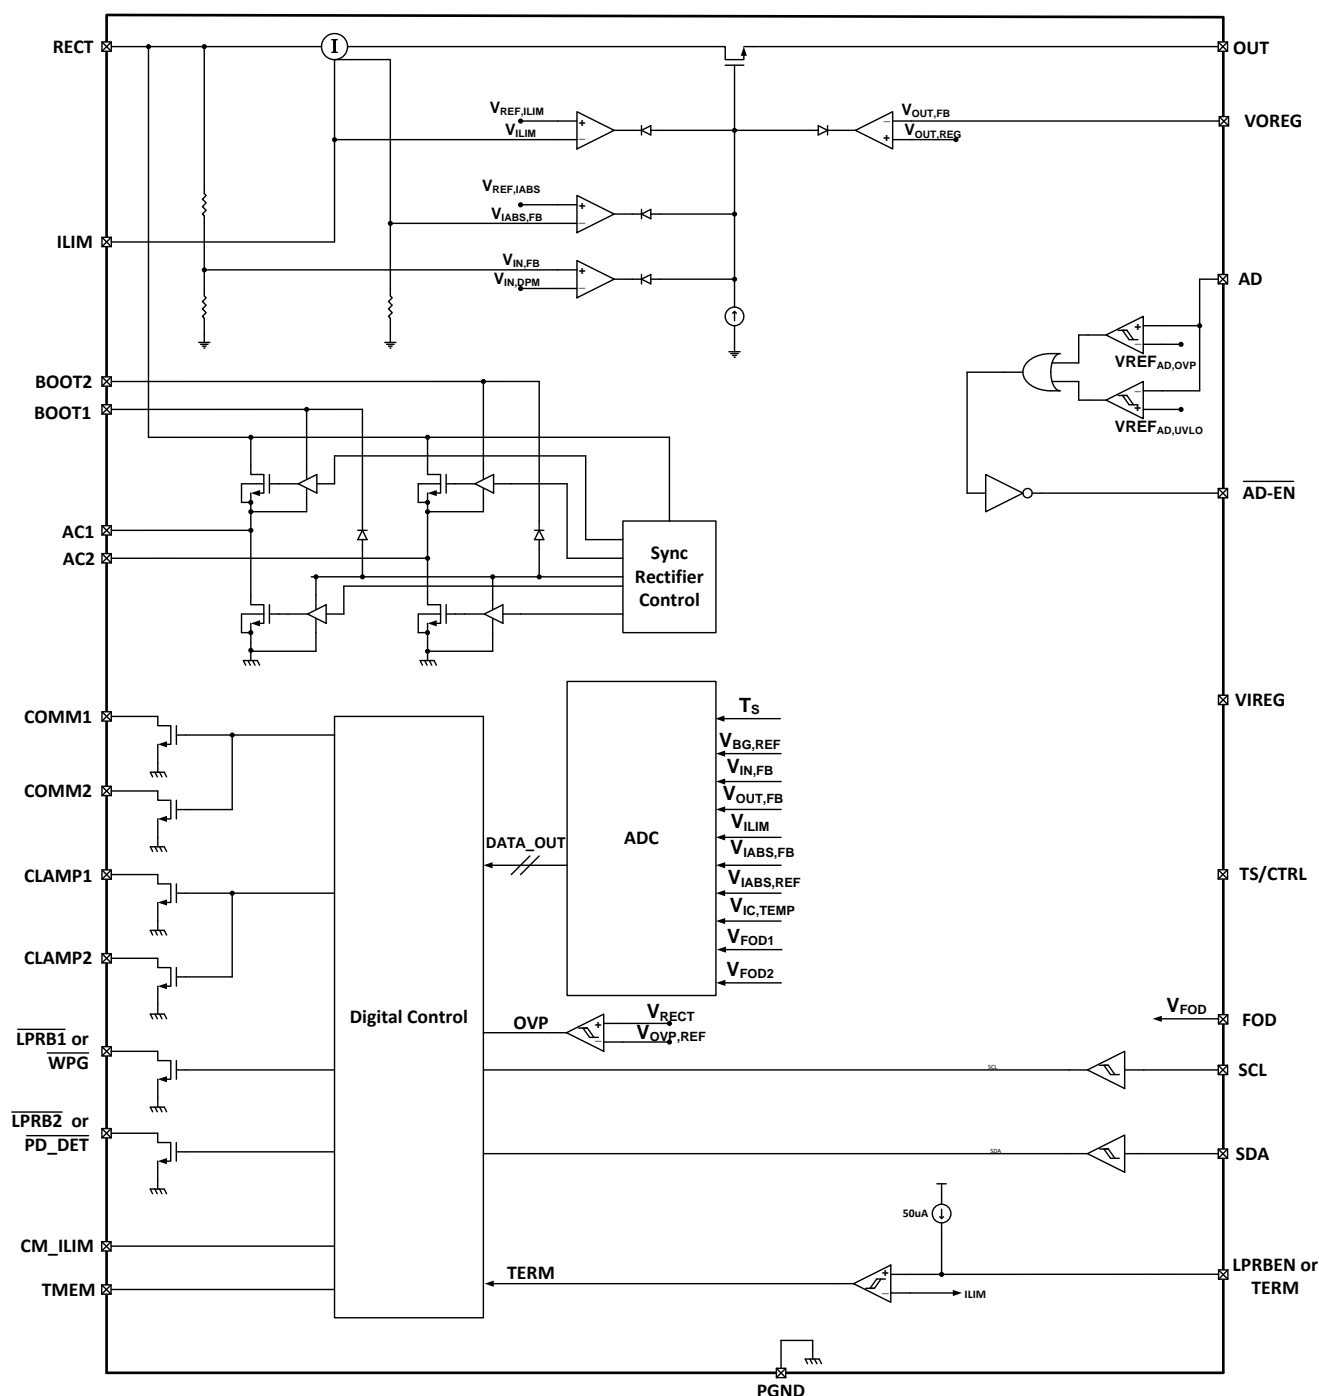 RECT
I
OUT
VREF,ILIM
VILIM
VOUT,FB
VOUT,REG
VOREG
VREF,IABS
VIABS,FB
ILIM
VIN,FB
VIN,DPM
AD
VREFAD,OVP
VREFAD,UVLO
BOOT2
BOOT1
AD-EN
AC1
AC2
Sync
Rectifier
Control
COMM1
COMM2
CLAMP1
CLAMP2
LPRB1 or
WPG
LPRB2 or
PD_DET
CM_ILIM
TMEM
Digital Control
DATA_OUT
ADC
TS
VBG,REF
VIN,FB
VOUT,FB
VILIM
VIABS,FB
VIABS,REF
VIC,TEMP
VFOD1
VFOD2
OVP
VRECT
VOVP,REF
VIREG
TS/CTRL
VFOD
FOD
SCL
SCL
SDA
SDA
50uA
TERM
+
−
ILIM
LPRBEN or
TERM
PGND